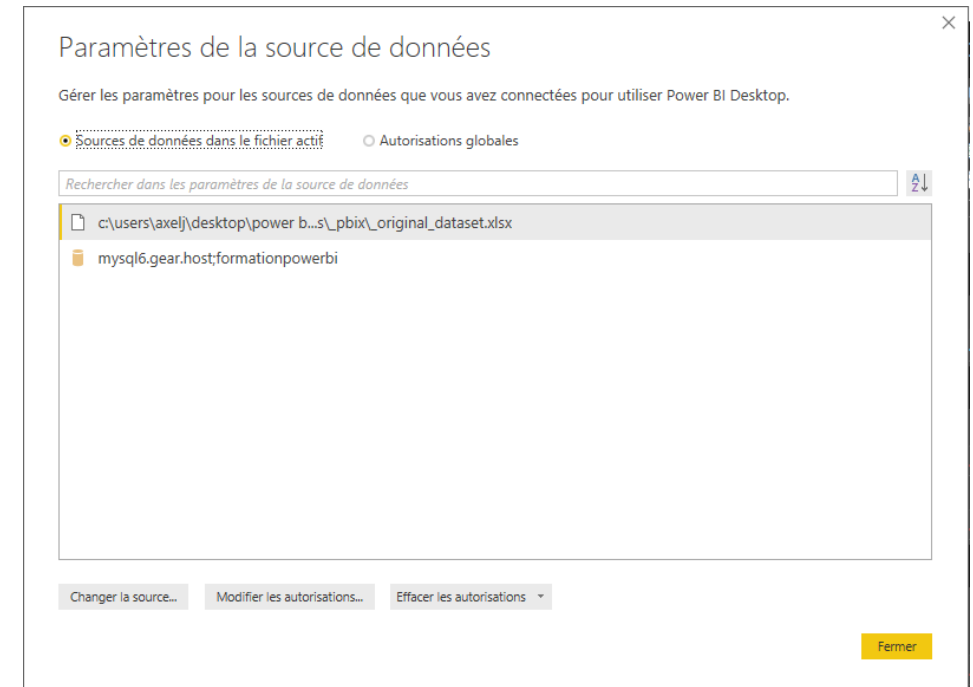 Paramètres de la source de données
Gérer les paramètres pour les sources de données que vous avez connectées pour utiliser Power BI Desktop.
Sources de données dans le fichier actif Autorisations globales
Rechercher dans les paramètres de la source de données
c:\users\axelj\desktop\power b...s\_pbix\_original_dataset.xlsx
mysql6.gear.host;formationpowerbi
Changer la source... Modifier les autorisations... Effacer les autorisations
Fermer